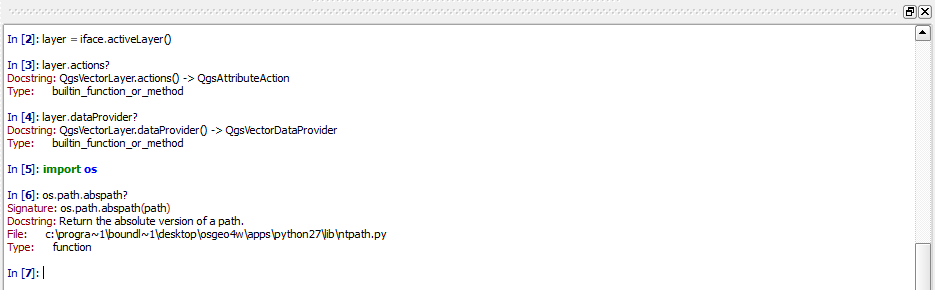 In [2]: layer = iface.activeLayer()
In [3]: layer.actions?
Docstring: QgsVectorLayer.actions() -> QgsAttributeAction
Type: builtin_function_or_method
In [4]: layer.dataProvider?
Docstring: QgsVectorLayer.dataProvider() -> QgsVectorDataProvider
Type: builtin_function_or_method
In [5]: import os
In [6]: os.path.abspath?
Signature: os.path.abspath(path)
Docstring: Return the absolute version of a path.
File: c:\progra~1\boundl~1\desktop\osgeo4w\apps\python27\lib\ntpath.py
Type: function
In [7]: